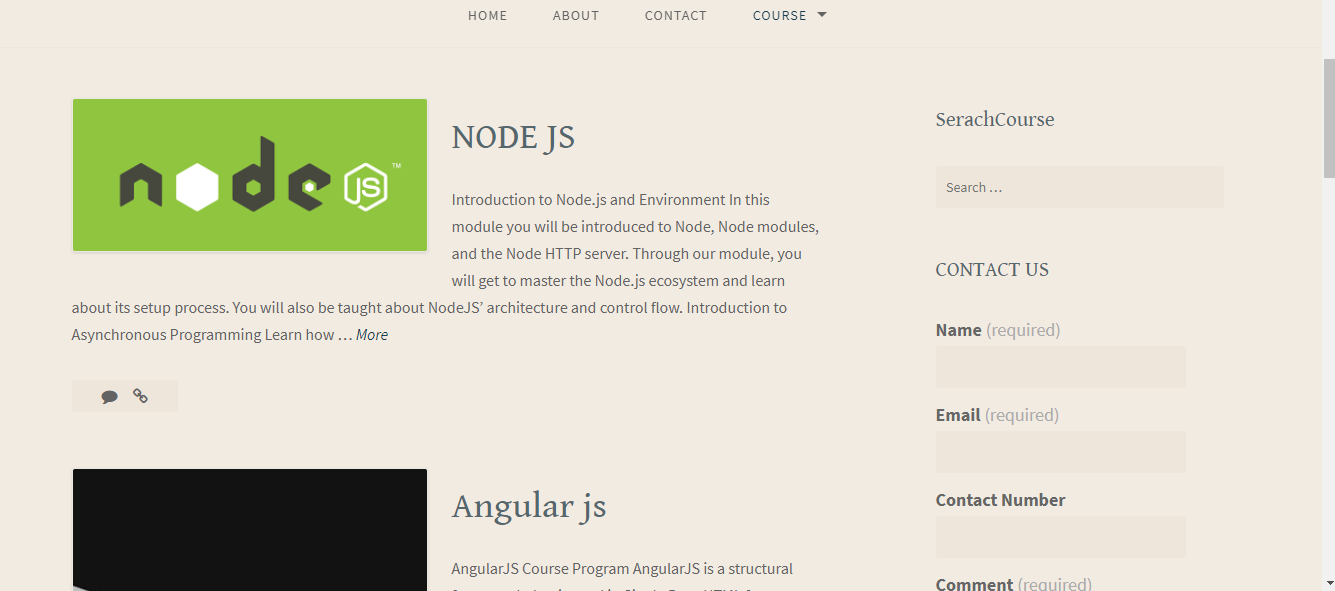 HOME ABOUT CONTACT COURSE
node JS ™
NODE JS
Introduction to Node.js and Environment In this
module you will be introduced to Node, Node modules,
and the Node HTTP server. Through our module, you
will get to master the Node.js ecosystem and learn
about its setup process. You will also be taught about NodeJS’ architecture and control flow. Introduction to
Asynchronous Programming Learn how … More
Angular js
AngularJS Course Program AngularJS is a structural
SerachCourse
Search …
CONTACT US
Name (required)
Email (required)
Contact Number
Comment (required)